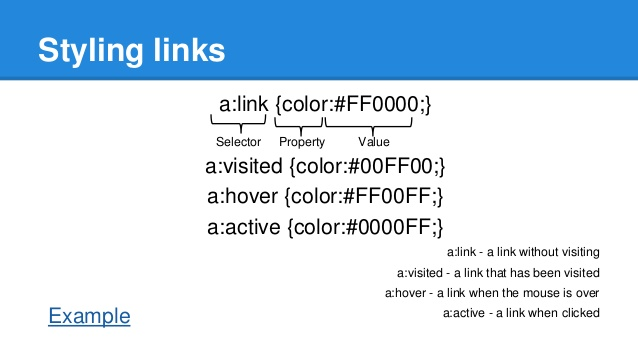 Styling links
a:link {color:#FF0000;}
Selector Property Value
a:visited {color:#00FF00;}
a:hover {color:#FF00FF;}
a:active {color:#0000FF;}
a:link - a link without visiting
a:visited - a link that has been visited
a:hover - a link when the mouse is over
a:active - a link when clicked
Example